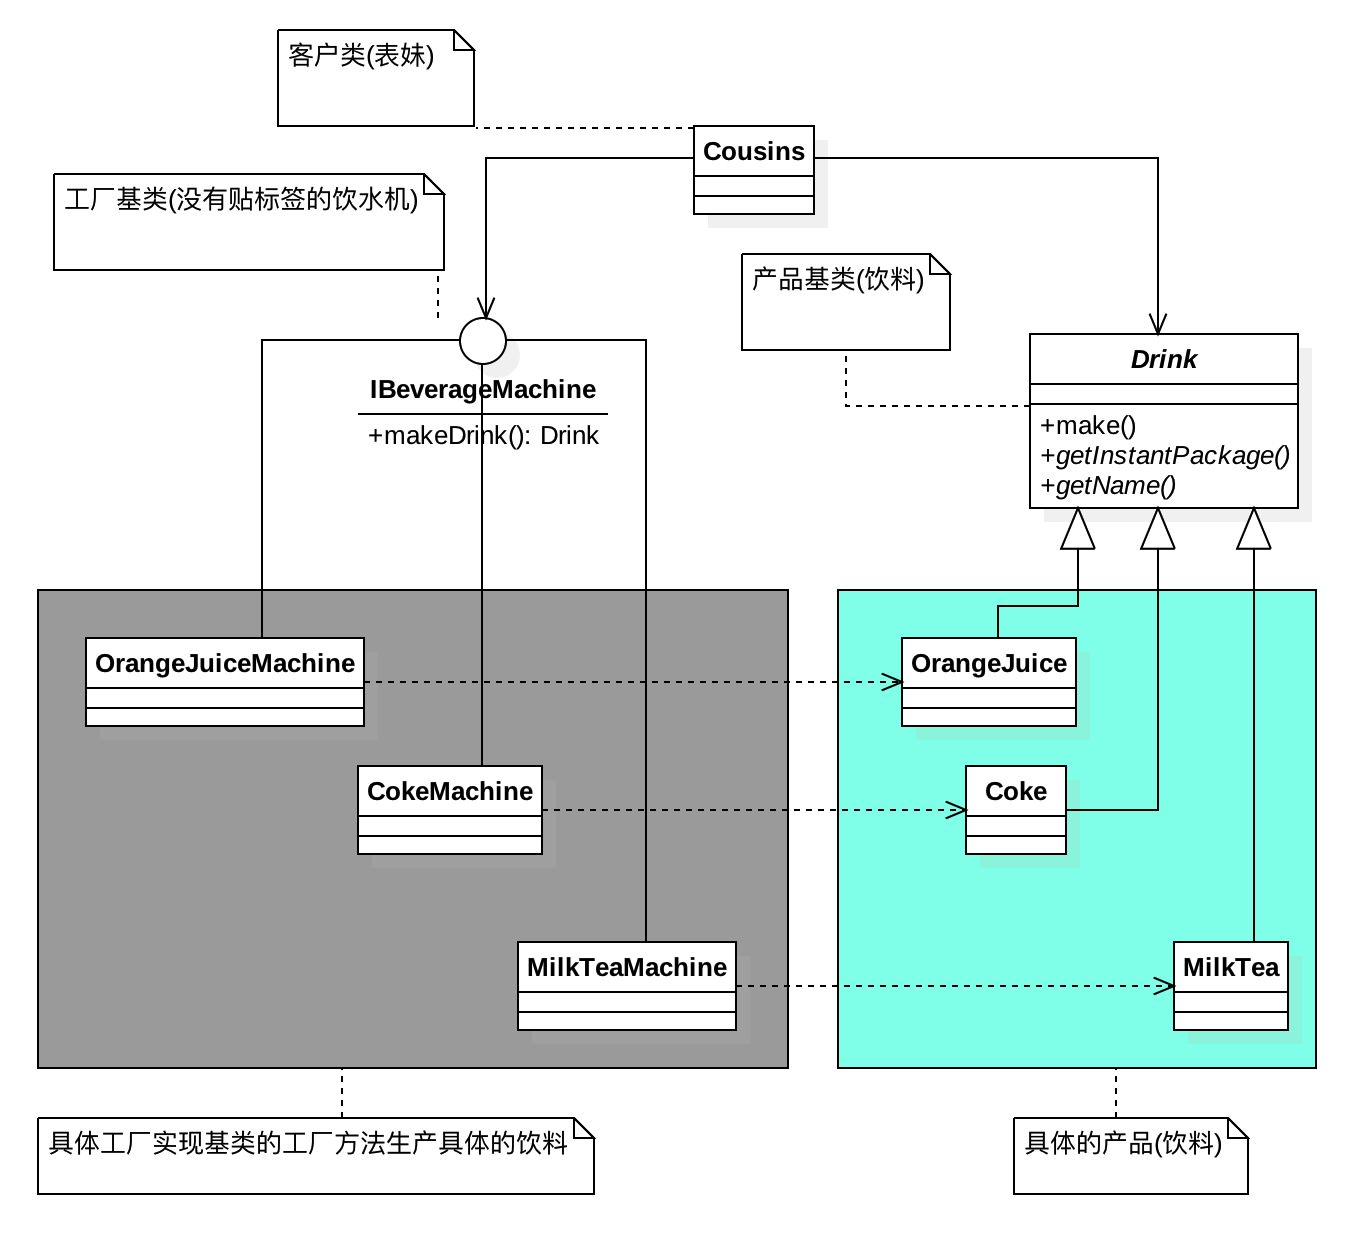 客户类(表妹)
Cousins
工厂基类(没有贴标签的饮水机)
产品基类(饮料)
IBeverageMachine
+makeDrink(): Drink
Drink
+make()
+getInstantPackage()
+getName()
OrangeJuiceMachine
OrangeJuice
CokeMachine
Coke
MilkTeaMachine
MilkTea
具体工厂实现基类的工厂方法生产具体的饮料
具体的产品(饮料)